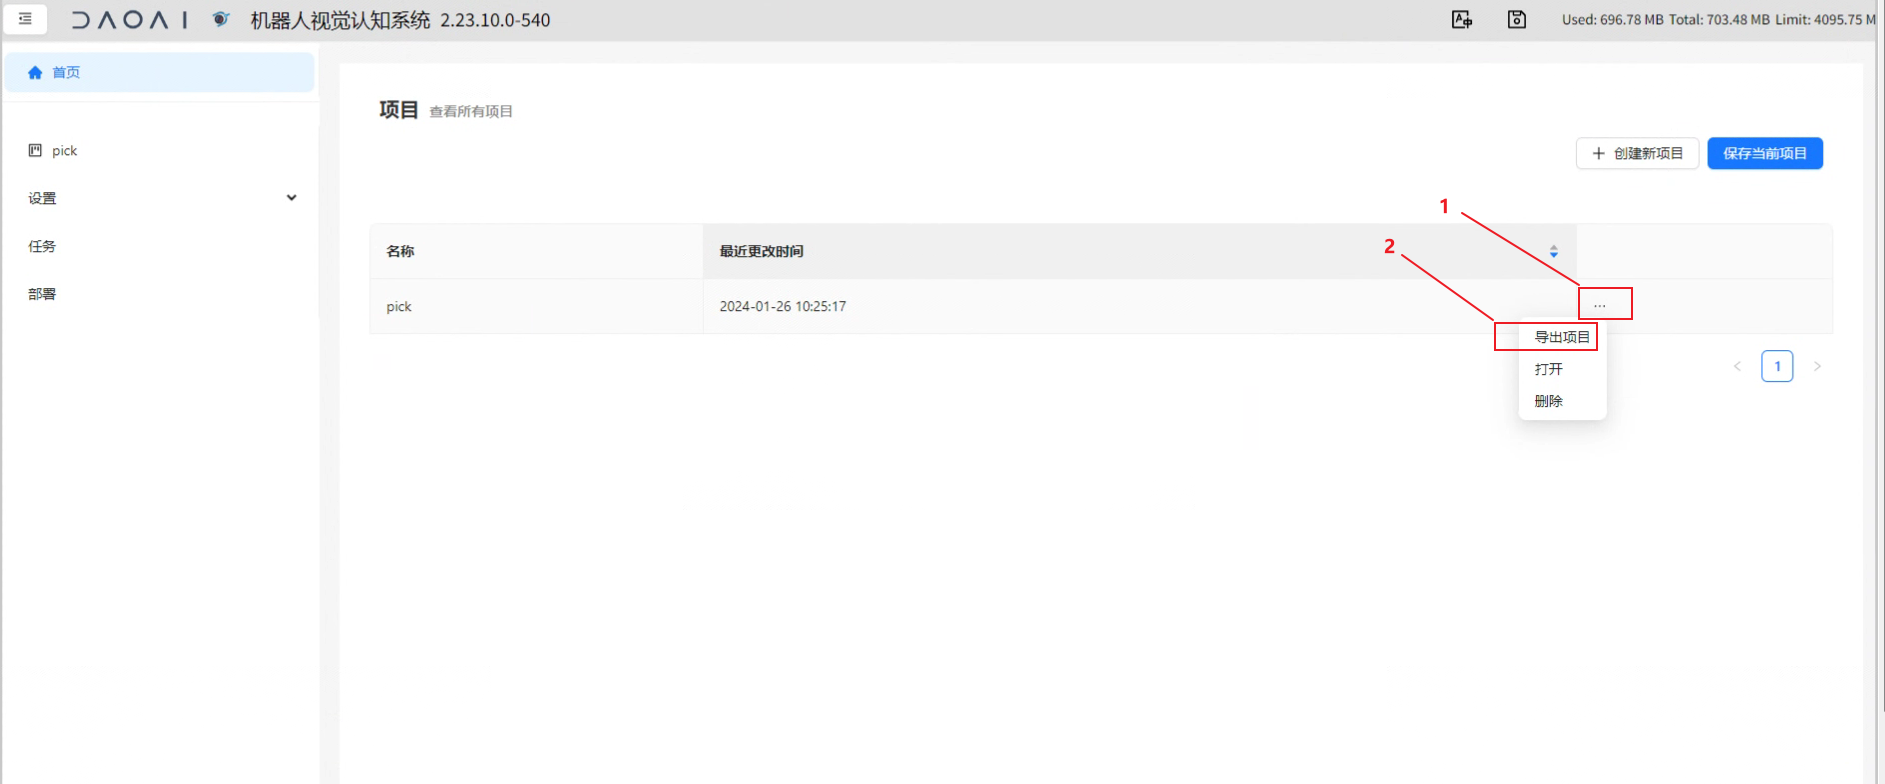 DAOAI 机器人视觉认知系统 2.23.10.0-540
Used: 696.78 MB Total: 703.48 MB Limit: 4095.75 M
首页
pick
设置
任务
部署
项目 查看所有项目
创建新项目
保存当前项目
1
2
名称 最近更改时间
pick 2024-01-26 10:25:17 ...
导出项目
打开
删除
< 1 >